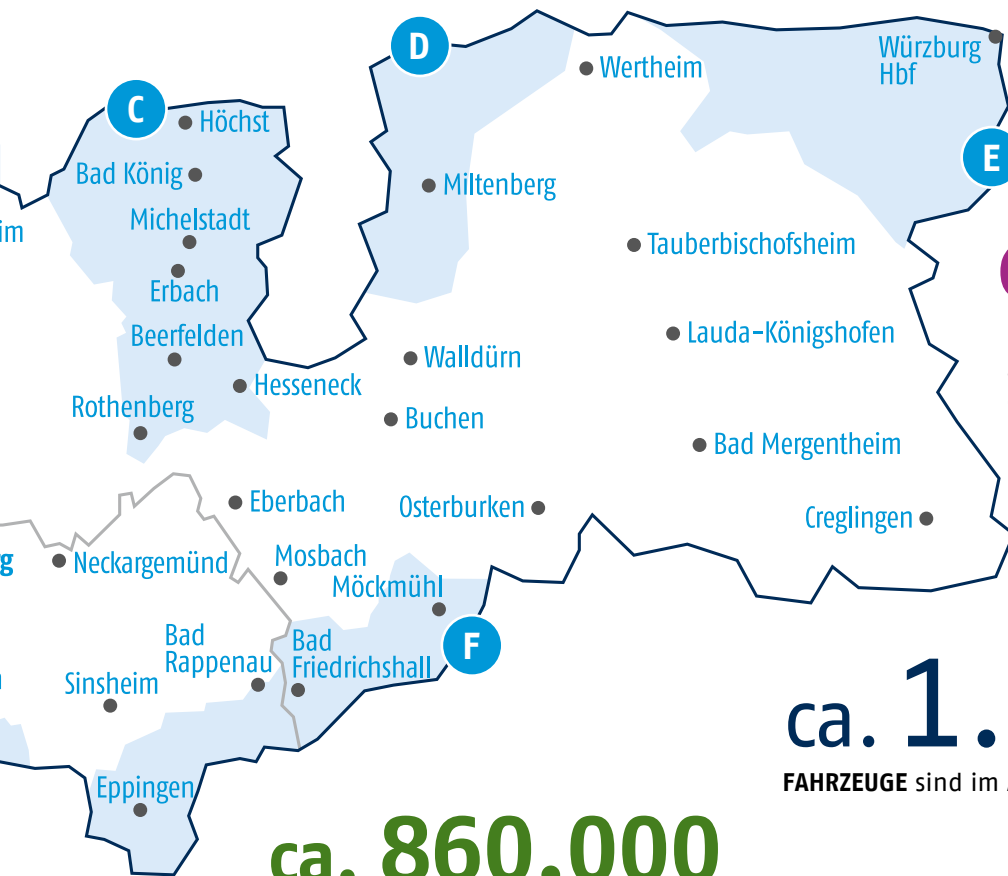 D
Würzburg
Hbf
Wertheim
C
Höchst
E
Bad König
Miltenberg
Michelstadt
im
Tauberbischofsheim
Erbach
Beerfelden
Lauda-Königshofen
Walldürn
Hesseneck
Rothenberg
Buchen
Bad Mergentheim
Eberbach
Osterburken
Creglingen
g
Neckargemünd
Mosbach
Möckmühl
Bad
Rappenau
Bad
Friedrichshall
F
Sinsheim
ca. 1.
FAHRZEUGE sind im
Eppingen
ca. 860.000